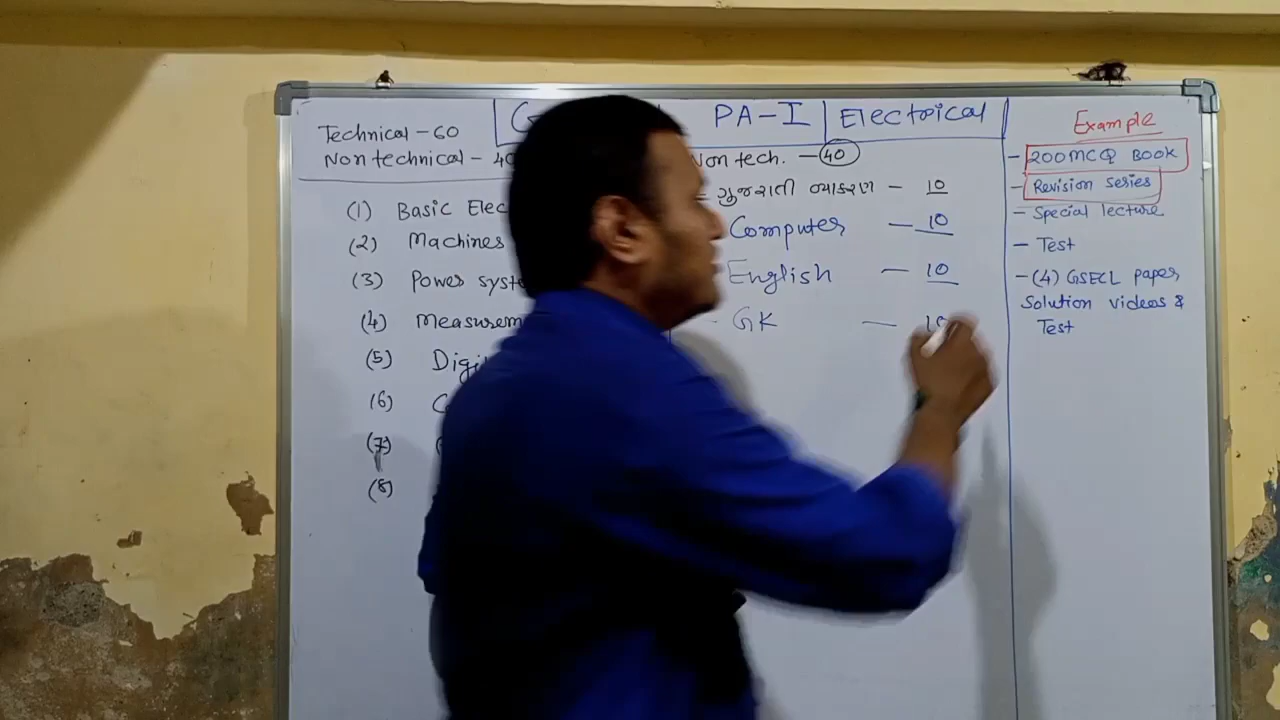 Technical - 60
Non technical - 40
PA-I
Electrical
(1) Basic Elec
(2) Machines
(3) Power syst
(4) Measurem
(5) Digi
(6)
(7)
(8)
Non tech. - 40
ગુજરાતી વ્યાકરણ - 10
Computer - 10
English - 10
GK - 10
Example
- 200 MCQ BOOK
- Revision series
- Special lecture
- Test
- (4) GSECL paper
Solution videos &
Test